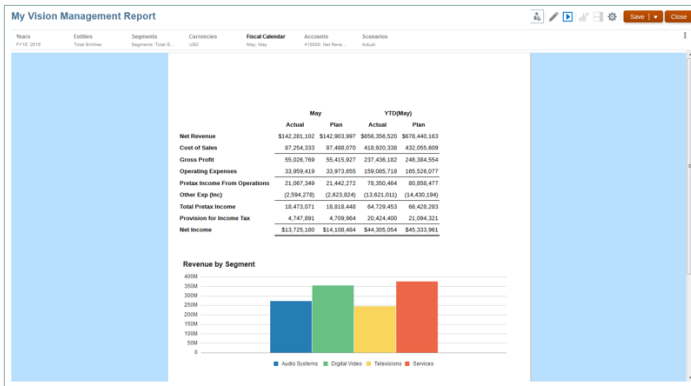 My Vision Management Report
Save
Close
Years Entities Segments Currencies Fiscal Calendar Accounts Scenarios
Total Entities Segments: Total S... USD May: May Actual
May YTD(May)
Actual Plan Actual Plan
Net Revenue $142,281,102 $142,903,997 $656,356,520 $678,440,163
Cost of Sales 87,254,333 87,488,070 418,920,338 432,055,609
Gross Profit 55,026,769 55,415,927 237,436,182 246,384,554
Operating Expenses 33,959,419 33,973,655 159,085,718 165,526,077
Pretax Income From Operations 21,067,349 21,442,272 78,350,464 80,858,477
Other Exp (Inc) (2,594,278) (2,623,824) (13,621,011) (14,430,194)
Total Pretax Income 18,473,071 18,818,448 64,729,453 66,428,283
Provision for Income Tax 4,747,891 4,709,964 20,424,400 21,094,321
Net Income $13,725,180 $14,108,484 $44,305,054 $45,333,961
Revenue by Segment
400M
350M
300M
250M
200M
150M
100M
50M
0
Audio Systems Digital Video Televisions Services